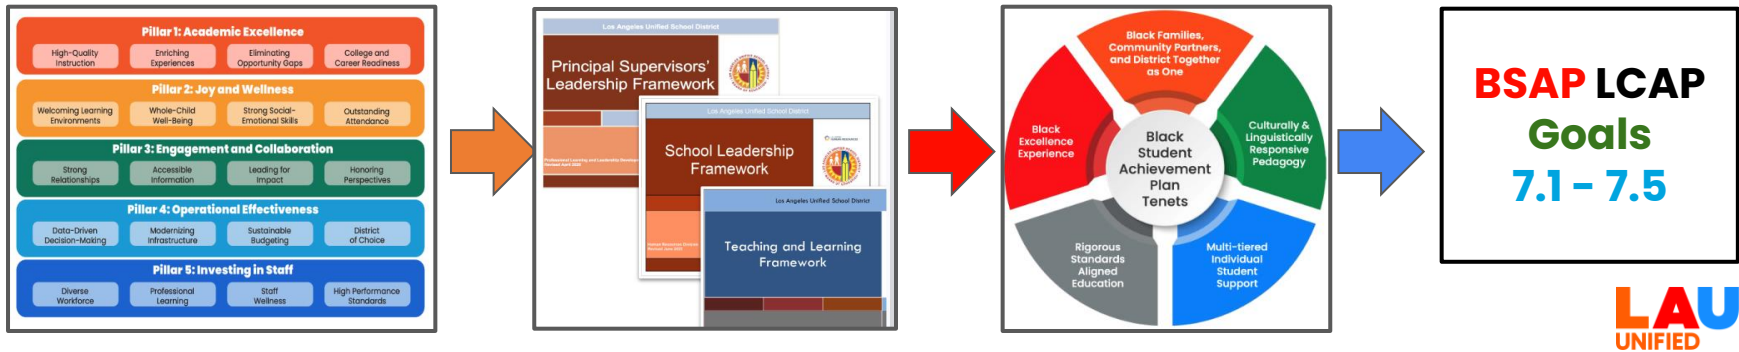 Pillar 1: Academic Excellence
High-Quality
Instruction
Enriching
Experiences
Eliminating
Opportunity Gaps
College and
Career Readiness
Pillar 2: Joy and Wellness
Welcoming Learning
Environments
Whole-Child
Well-Being
Strong Social-
Emotional Skills
Outstanding
Attendance
Pillar 3: Engagement and Collaboration
Strong
Relationships
Accessible
Information
Leading for
Impact
Honoring
Perspectives
Pillar 4: Operational Effectiveness
Data-Driven
Decision-Making
Modernizing
Infrastructure
Sustainable
Budgeting
District
of Choice
Pillar 5: Investing in Staff
Diverse
Workforce
Professional
Learning
Staff
Wellness
High Performance
Standards
Los Angeles Unified School District
Principal Supervisors'
Leadership Framework
Los Angeles Unified School District
School Leadership
Framework
Los Angeles Unified School District
Teaching and Learning
Framework
Black Families,
Community Partners,
and District Together
as One
Black
Excellence
Experience
Culturally &
Linguistically
Responsive
Pedagogy
Black
Student
Achievement
Plan
Tenets
Rigorous
Standards
Aligned
Education
Multi-tiered
Individual
Student
Support
BSAP LCAP
Goals
7.1 - 7.5
LAU
UNIFIED